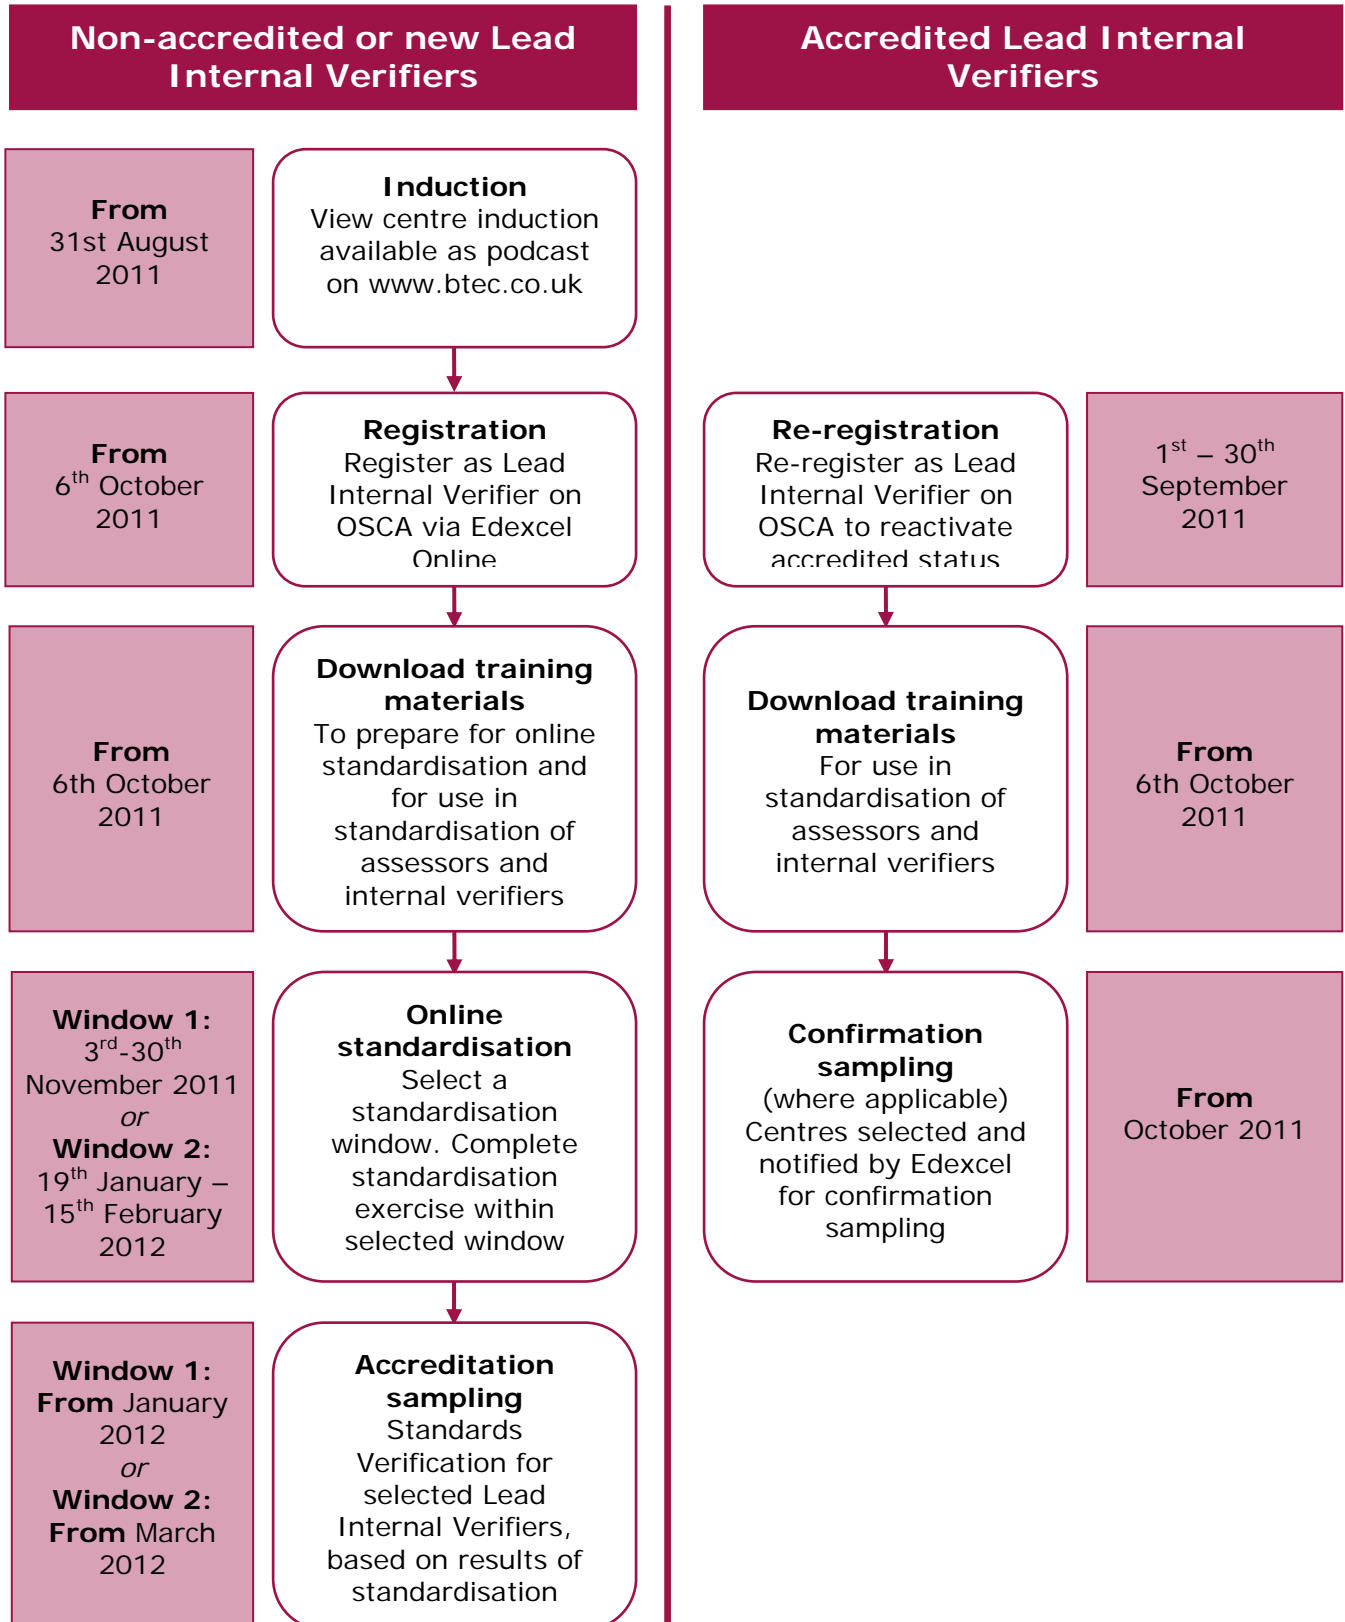 Non-accredited or new Lead
Internal Verifiers
Accredited Lead Internal
Verifiers
From
31st August
2011
Induction
View centre induction
available as podcast
on www.btec.co.uk
From
6th October
2011
Registration
Register as Lead
Internal Verifier on
OSCA via Edexcel
Online
Re-registration
Re-register as Lead
Internal Verifier on
OSCA to reactivate
accredited status
1st – 30th
September
2011
From
6th October
2011
Download training
materials
To prepare for online
standardisation and
for use in
standardisation of
assessors and
internal verifiers
Download training
materials
For use in
standardisation of
assessors and
internal verifiers
From
6th October
2011
Window 1:
3rd-30th
November 2011
or
Window 2:
19th January –
15th February
2012
Online
standardisation
Select a
standardisation
window. Complete
standardisation
exercise within
selected window
Confirmation
sampling
(where applicable)
Centres selected and
notified by Edexcel
for confirmation
sampling
From
October 2011
Window 1:
From January
2012
or
Window 2:
From March
2012
Accreditation
sampling
Standards
Verification for
selected Lead
Internal Verifiers,
based on results of
standardisation